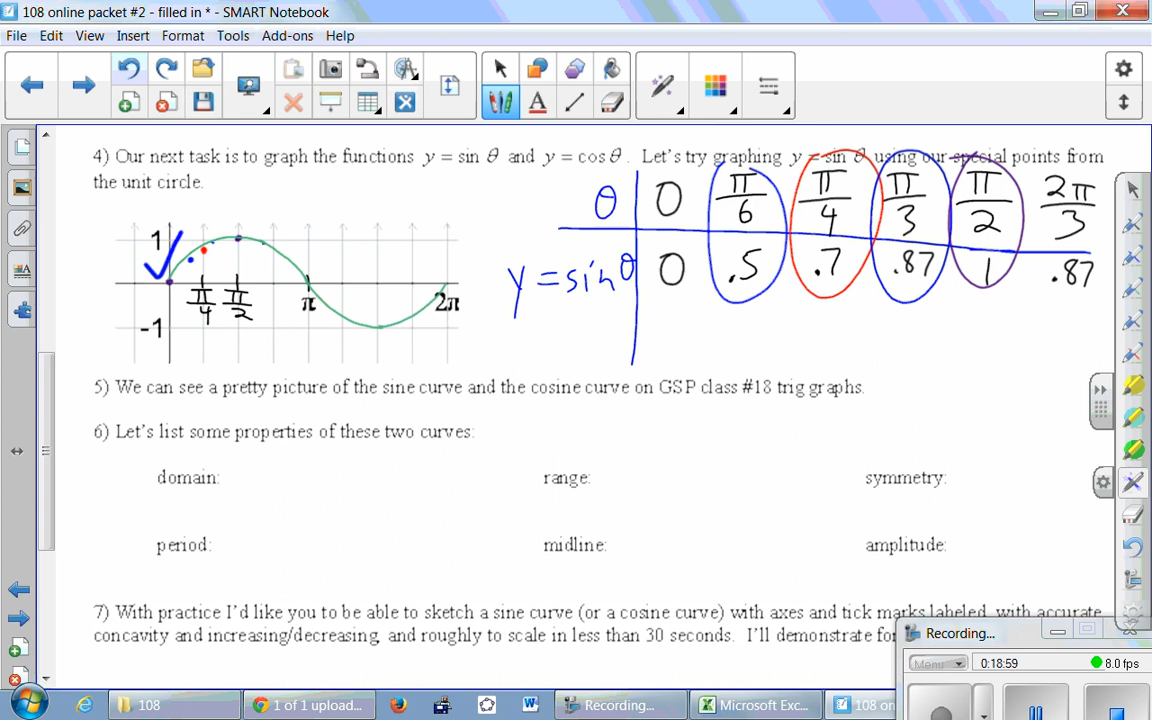 108 online packet #2 - filled in * - SMART Notebook
File Edit View Insert Format Tools Add-ons Help
4) Our next task is to graph the functions y = sin θ and y = cos θ. Let's try graphing y = sin θ using our special points from
the unit circle.
θ 0 π/6 π/4 π/3 π/2 2π/3
y = sin θ 0 .5 .7 .87 1 .87
1
π/4 π/2 π 2π
-1
5) We can see a pretty picture of the sine curve and the cosine curve on GSP class #18 trig graphs.
6) Let's list some properties of these two curves:
domain: range: symmetry:
period: midline: amplitude:
7) With practice I'd like you to be able to sketch a sine curve (or a cosine curve) with axes and tick marks labeled, with accurate
concavity and increasing/decreasing, and roughly to scale in less than 30 seconds. I'll demonstrate for
Recording...
Menu 0:18:59 8.0 fps
108 1 of 1 upload... Recording... Microsoft Exc... 108 on